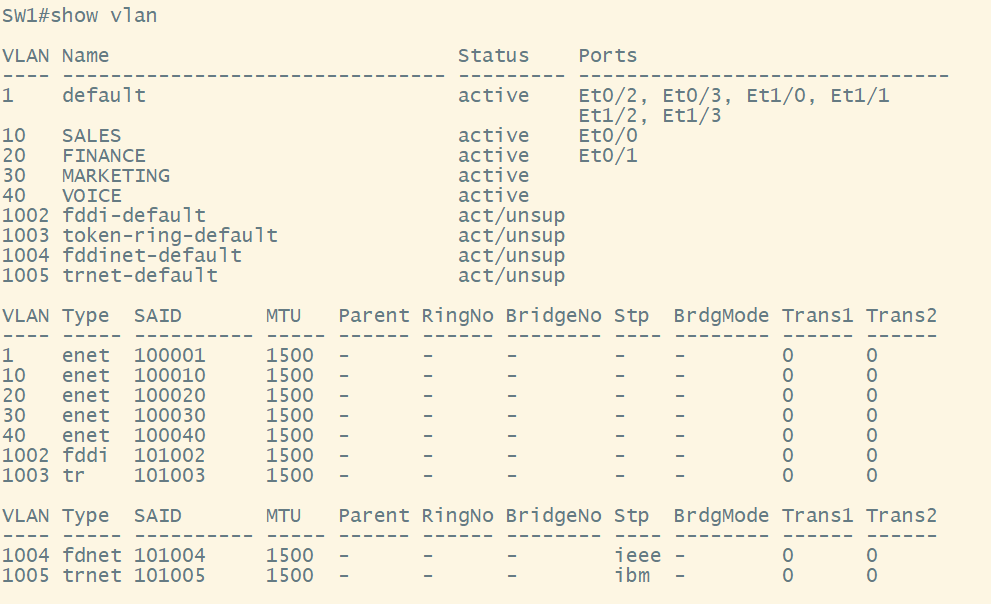 SW1#show vlan
VLAN Name                             Status    Ports
---- -------------------------------- --------- -------------------------------
1    default                          active    Et0/2, Et0/3, Et1/0, Et1/1
                                                Et1/2, Et1/3
10   SALES                            active    Et0/0
20   FINANCE                          active    Et0/1
30   MARKETING                        active
40   VOICE                            active
1002 fddi-default                     act/unsup
1003 token-ring-default               act/unsup
1004 fddinet-default                  act/unsup
1005 trnet-default                    act/unsup
VLAN Type  SAID       MTU   Parent RingNo BridgeNo Stp  BrdgMode Trans1 Trans2
---- ----- ---------- ----- ------ ------ -------- ---- -------- ------ ------
1    enet  100001     1500  -      -      -        -    -        0      0
10   enet  100010     1500  -      -      -        -    -        0      0
20   enet  100020     1500  -      -      -        -    -        0      0
30   enet  100030     1500  -      -      -        -    -        0      0
40   enet  100040     1500  -      -      -        -    -        0      0
1002 fddi  101002     1500  -      -      -        -    -        0      0
1003 tr    101003     1500  -      -      -        -    -        0      0
VLAN Type  SAID       MTU   Parent RingNo BridgeNo Stp  BrdgMode Trans1 Trans2
---- ----- ---------- ----- ------ ------ -------- ---- -------- ------ ------
1004 fdnet 101004     1500  -      -      -        ieee -        0      0
1005 trnet 101005     1500  -      -      -        ibm  -        0      0